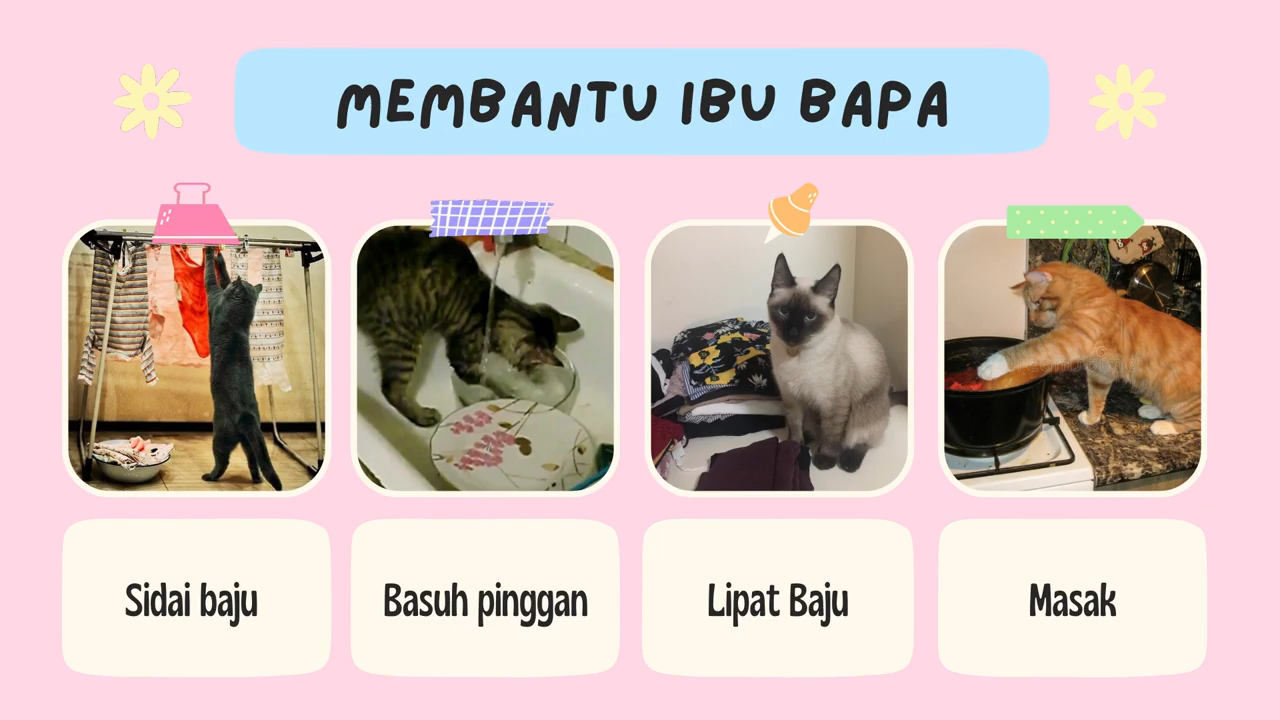 MEMBANTU IBU BAPA
Sidai baju
Basuh pinggan
Lipat Baju
Masak